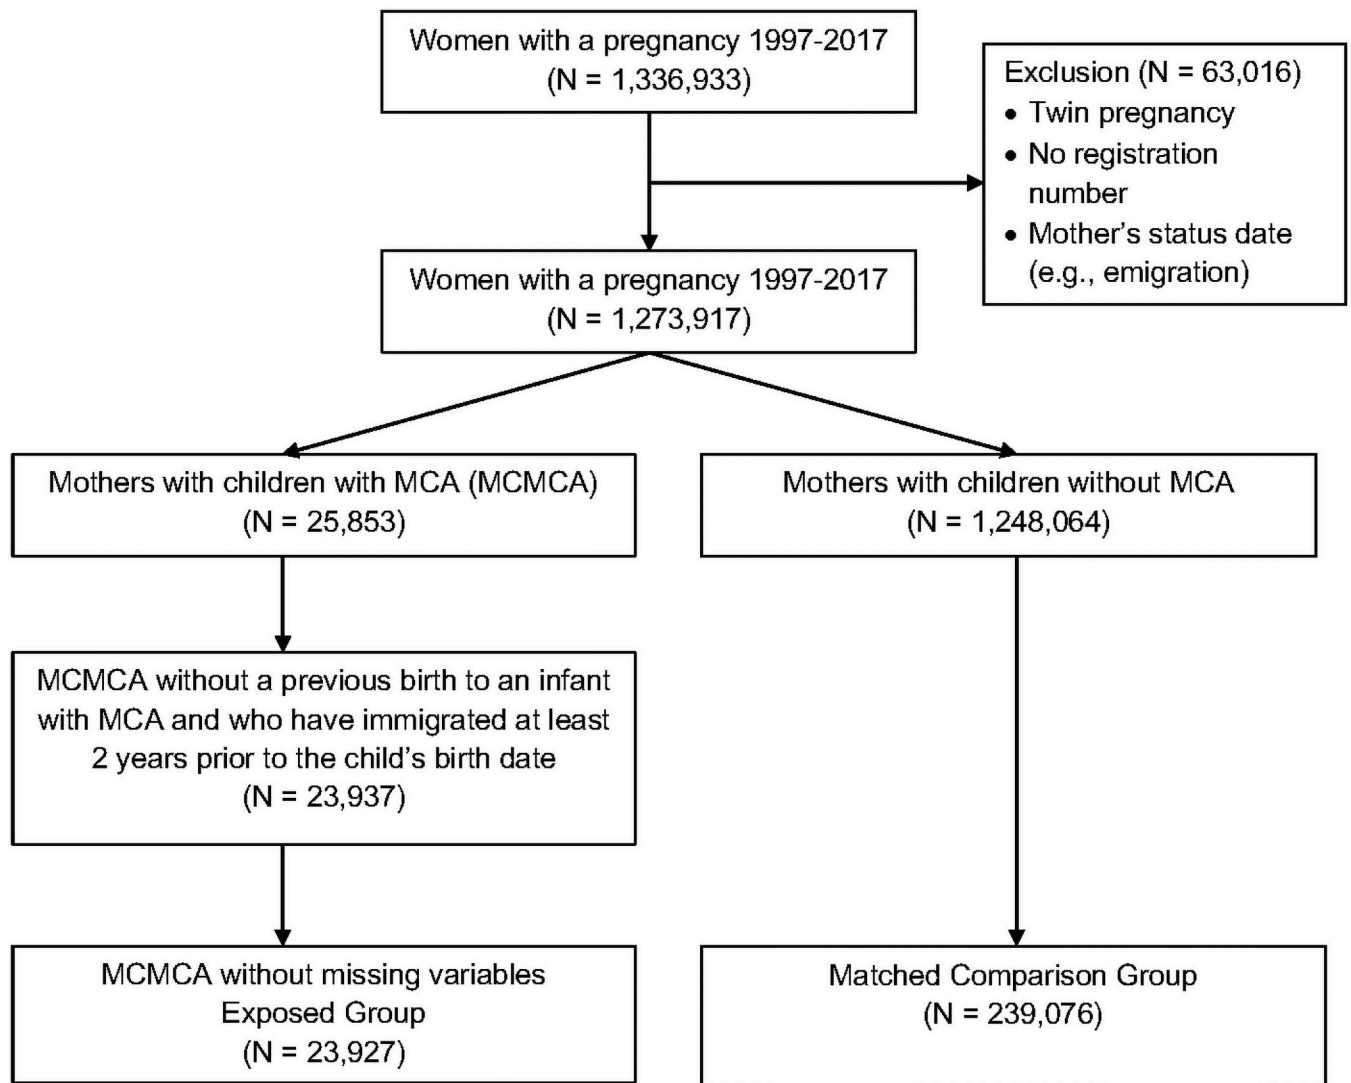 Women with a pregnancy 1997-2017
(N = 1,336,933)
Exclusion (N = 63,016)
• Twin pregnancy
• No registration
number
• Mother's status date
(e.g., emigration)
Women with a pregnancy 1997-2017
(N = 1,273,917)
Mothers with children with MCA (MCMCA)
(N = 25,853)
Mothers with children without MCA
(N = 1,248,064)
MCMCA without a previous birth to an infant
with MCA and who have immigrated at least
2 years prior to the child's birth date
(N = 23,937)
MCMCA without missing variables
Exposed Group
(N = 23,927)
Matched Comparison Group
(N = 239,076)